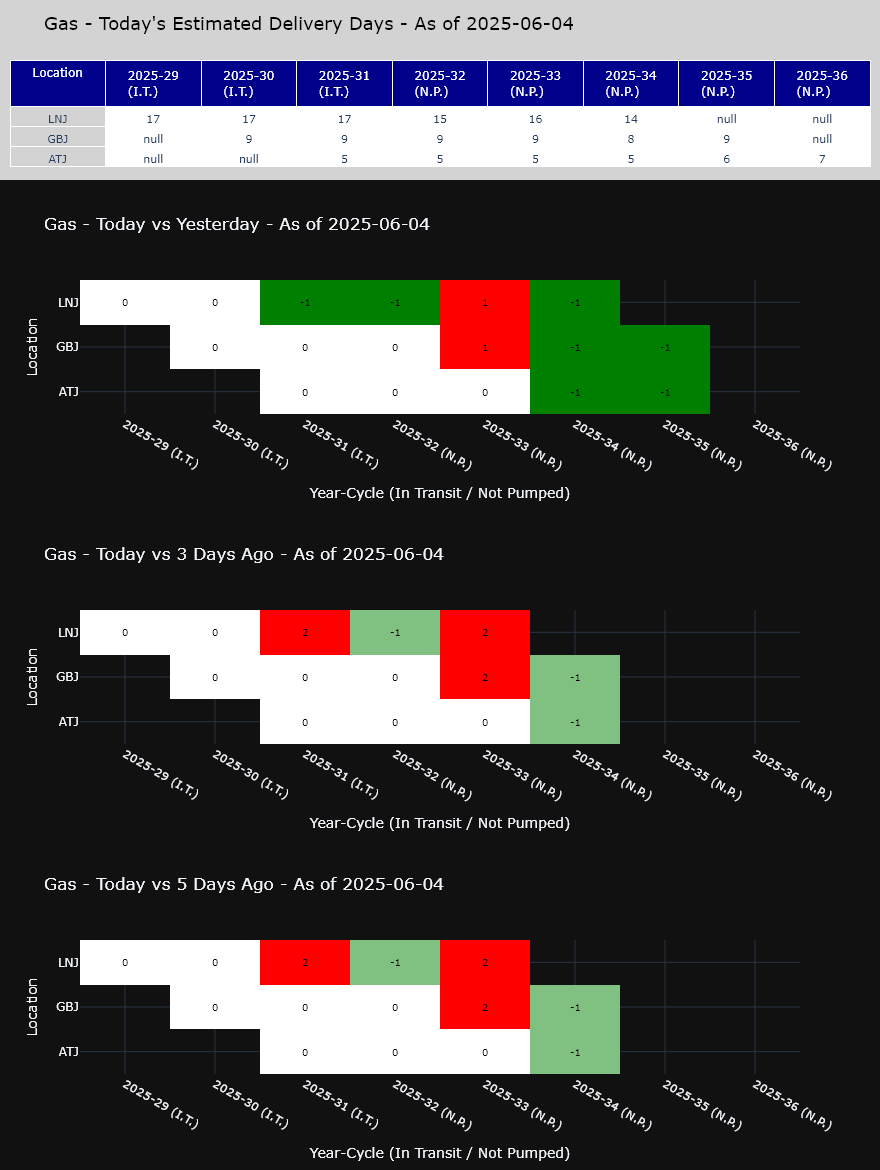 Gas - Today's Estimated Delivery Days - As of 2025-06-04
Location 2025-29 (I.T.) 2025-30 (I.T.) 2025-31 (I.T.) 2025-32 (N.P.) 2025-33 (N.P.) 2025-34 (N.P.) 2025-35 (N.P.) 2025-36 (N.P.)
LNJ 17 17 17 15 16 14 null null
GBJ null 9 9 9 9 8 9 null
ATJ null null 5 5 5 5 6 7
Gas - Today vs Yesterday - As of 2025-06-04
Location
LNJ 0 0 -1 -1 1 -1
GBJ 0 0 0 1 -1 -1
ATJ 0 0 0 -1 -1
2025-29 (I.T.) 2025-30 (I.T.) 2025-31 (I.T.) 2025-32 (N.P.) 2025-33 (N.P.) 2025-34 (N.P.) 2025-35 (N.P.) 2025-36 (N.P.)
Year-Cycle (In Transit / Not Pumped)
Gas - Today vs 3 Days Ago - As of 2025-06-04
Location
LNJ 0 0 2 -1 2
GBJ 0 0 0 2 -1
ATJ 0 0 0 -1
2025-29 (I.T.) 2025-30 (I.T.) 2025-31 (I.T.) 2025-32 (N.P.) 2025-33 (N.P.) 2025-34 (N.P.) 2025-35 (N.P.) 2025-36 (N.P.)
Year-Cycle (In Transit / Not Pumped)
Gas - Today vs 5 Days Ago - As of 2025-06-04
Location
LNJ 0 0 2 -1 2
GBJ 0 0 0 2 -1
ATJ 0 0 0 -1
2025-29 (I.T.) 2025-30 (I.T.) 2025-31 (I.T.) 2025-32 (N.P.) 2025-33 (N.P.) 2025-34 (N.P.) 2025-35 (N.P.) 2025-36 (N.P.)
Year-Cycle (In Transit / Not Pumped)